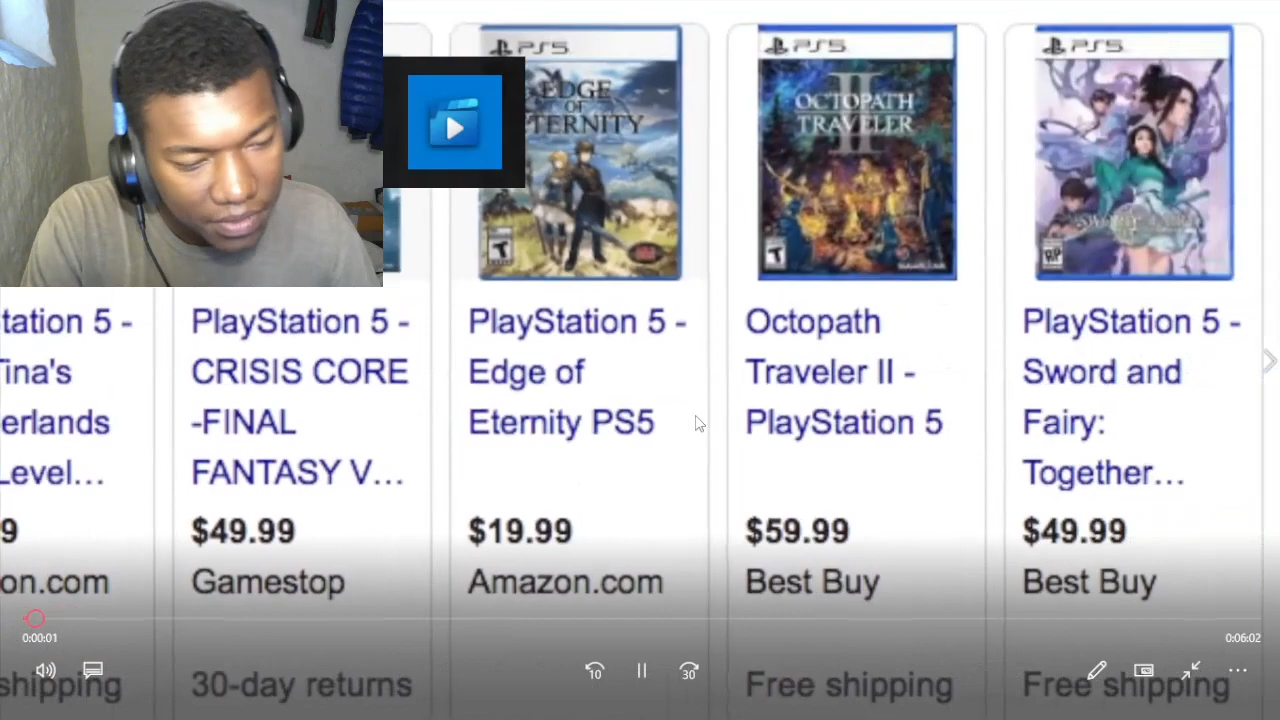 PS5
EDGE
OF
ETERNITY
T
PS5
OCTOPATH
TRAVELER
II
T
PS5
RP
tation 5 -
ina's
erlands
Level...
9
on.com
shipping
PlayStation 5 -
CRISIS CORE
-FINAL
FANTASY V...
$49.99
Gamestop
30-day returns
PlayStation 5 -
Edge of
Eternity PS5
$19.99
Amazon.com
Octopath
Traveler II -
PlayStation 5
$59.99
Best Buy
Free shipping
PlayStation 5 -
Sword and
Fairy:
Together...
$49.99
Best Buy
Free shipping
0:00:01
0:06:02
10
30